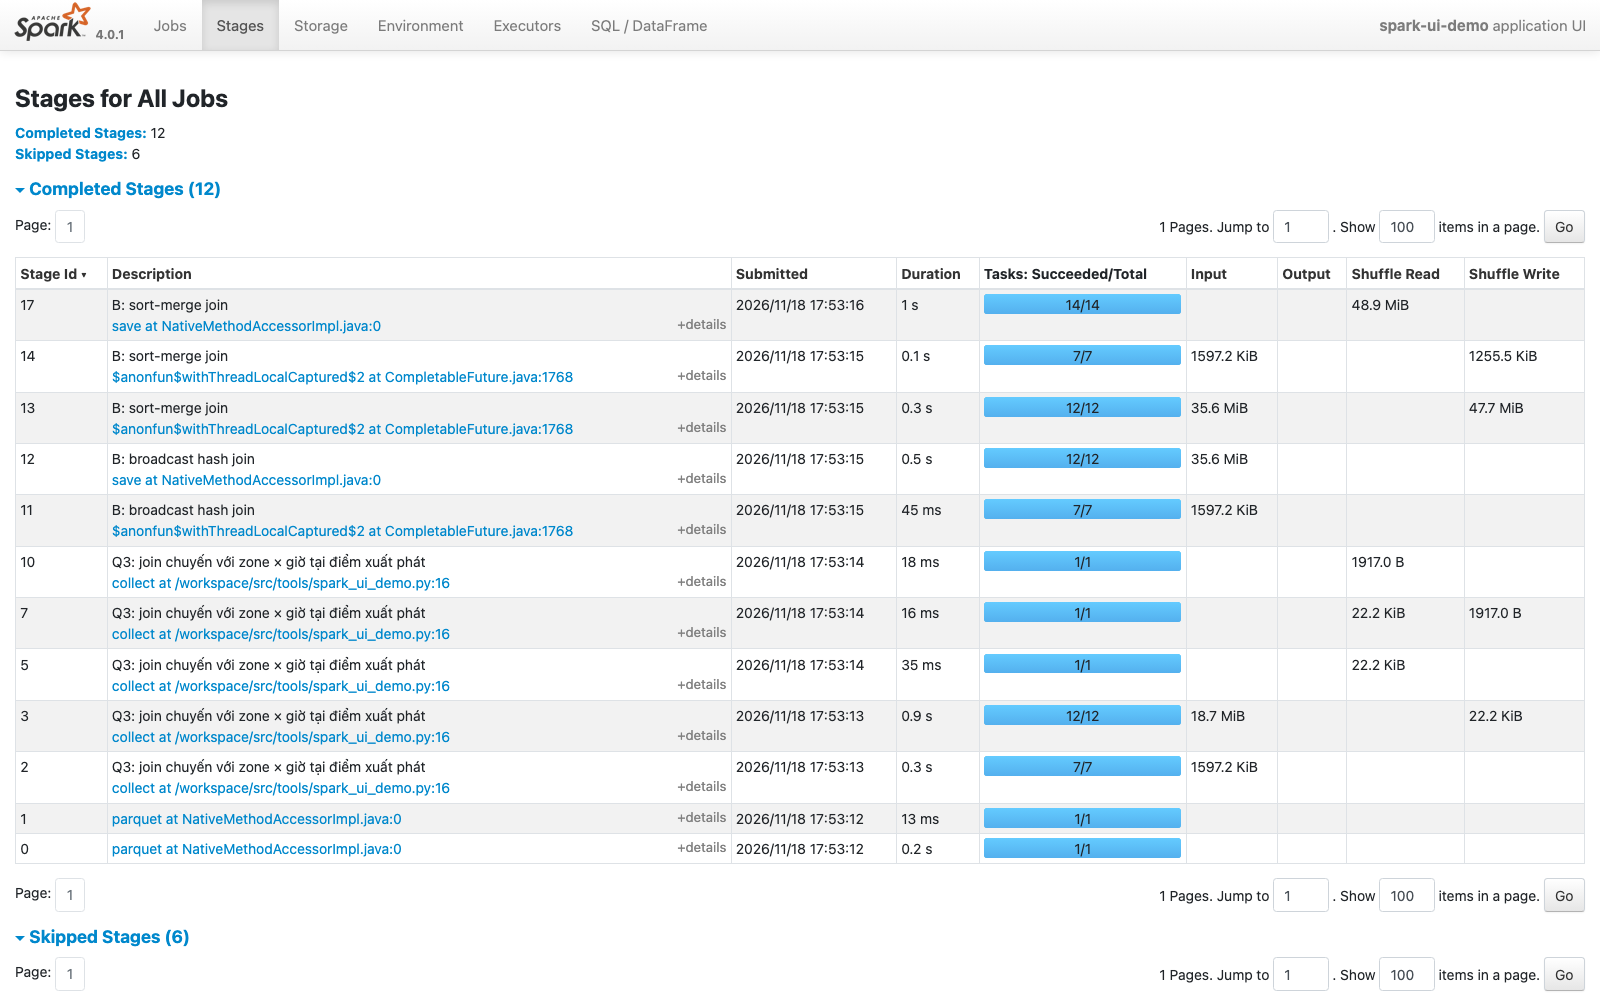 APACHE Spark 4.0.1 Jobs Stages Storage Environment Executors SQL / DataFrame spark-ui-demo application UI
Stages for All Jobs
Completed Stages: 12
Skipped Stages: 6
Completed Stages (12)
Page: 1 1 Pages. Jump to 1 . Show 100 items in a page. Go
Stage Id ▾ Description Submitted Duration Tasks: Succeeded/Total Input Output Shuffle Read Shuffle Write
17 B: sort-merge join 2026/11/18 17:53:16 1 s 14/14 48.9 MiB
save at NativeMethodAccessorImpl.java:0 +details
14 B: sort-merge join 2026/11/18 17:53:15 0.1 s 7/7 1597.2 KiB 1255.5 KiB
$anonfun$withThreadLocalCaptured$2 at CompletableFuture.java:1768 +details
13 B: sort-merge join 2026/11/18 17:53:15 0.3 s 12/12 35.6 MiB 47.7 MiB
$anonfun$withThreadLocalCaptured$2 at CompletableFuture.java:1768 +details
12 B: broadcast hash join 2026/11/18 17:53:15 0.5 s 12/12 35.6 MiB
save at NativeMethodAccessorImpl.java:0 +details
11 B: broadcast hash join 2026/11/18 17:53:15 45 ms 7/7 1597.2 KiB
$anonfun$withThreadLocalCaptured$2 at CompletableFuture.java:1768 +details
10 Q3: join chuyến với zone × giờ tại điểm xuất phát 2026/11/18 17:53:14 18 ms 1/1 1917.0 B
collect at /workspace/src/tools/spark_ui_demo.py:16 +details
7 Q3: join chuyến với zone × giờ tại điểm xuất phát 2026/11/18 17:53:14 16 ms 1/1 22.2 KiB 1917.0 B
collect at /workspace/src/tools/spark_ui_demo.py:16 +details
5 Q3: join chuyến với zone × giờ tại điểm xuất phát 2026/11/18 17:53:14 35 ms 1/1 22.2 KiB
collect at /workspace/src/tools/spark_ui_demo.py:16 +details
3 Q3: join chuyến với zone × giờ tại điểm xuất phát 2026/11/18 17:53:13 0.9 s 12/12 18.7 MiB 22.2 KiB
collect at /workspace/src/tools/spark_ui_demo.py:16 +details
2 Q3: join chuyến với zone × giờ tại điểm xuất phát 2026/11/18 17:53:13 0.3 s 7/7 1597.2 KiB
collect at /workspace/src/tools/spark_ui_demo.py:16 +details
1 parquet at NativeMethodAccessorImpl.java:0 +details 2026/11/18 17:53:12 13 ms 1/1
0 parquet at NativeMethodAccessorImpl.java:0 +details 2026/11/18 17:53:12 0.2 s 1/1
Page: 1 1 Pages. Jump to 1 . Show 100 items in a page. Go
Skipped Stages (6)
Page: 1 1 Pages. Jump to 1 . Show 100 items in a page. Go